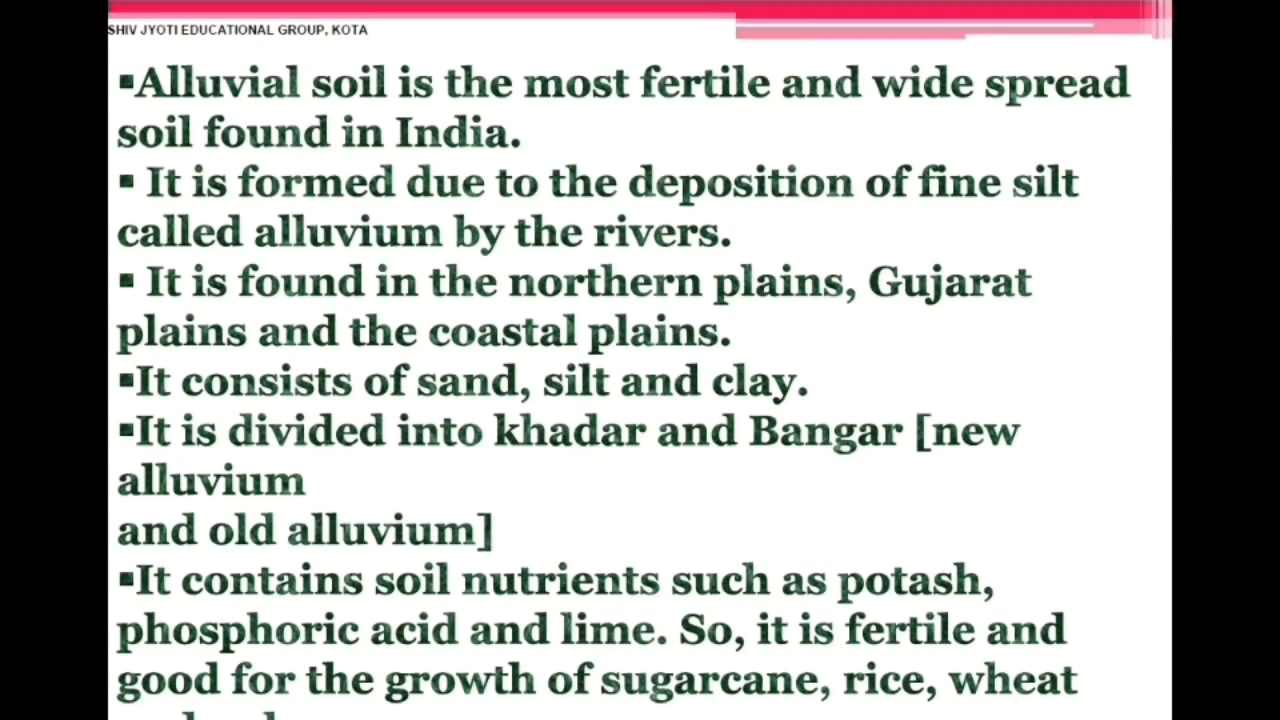 SHIV JYOTI EDUCATIONAL GROUP, KOTA
▪Alluvial soil is the most fertile and wide spread
soil found in India.
▪ It is formed due to the deposition of fine silt
called alluvium by the rivers.
▪ It is found in the northern plains, Gujarat
plains and the coastal plains.
▪It consists of sand, silt and clay.
▪It is divided into khadar and Bangar [new
alluvium
and old alluvium]
▪It contains soil nutrients such as potash,
phosphoric acid and lime. So, it is fertile and
good for the growth of sugarcane, rice, wheat